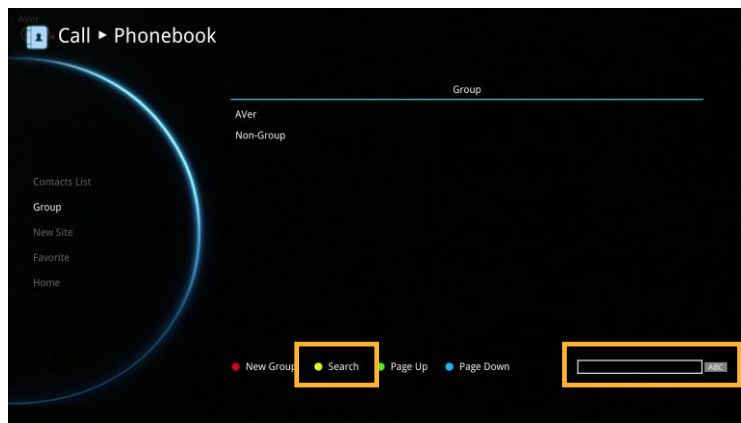 AVer
Call ► Phonebook
Group
AVer
Non-Group
Contacts List
Group
New Site
Favorite
Home
New Group Search Page Up Page Down ABC